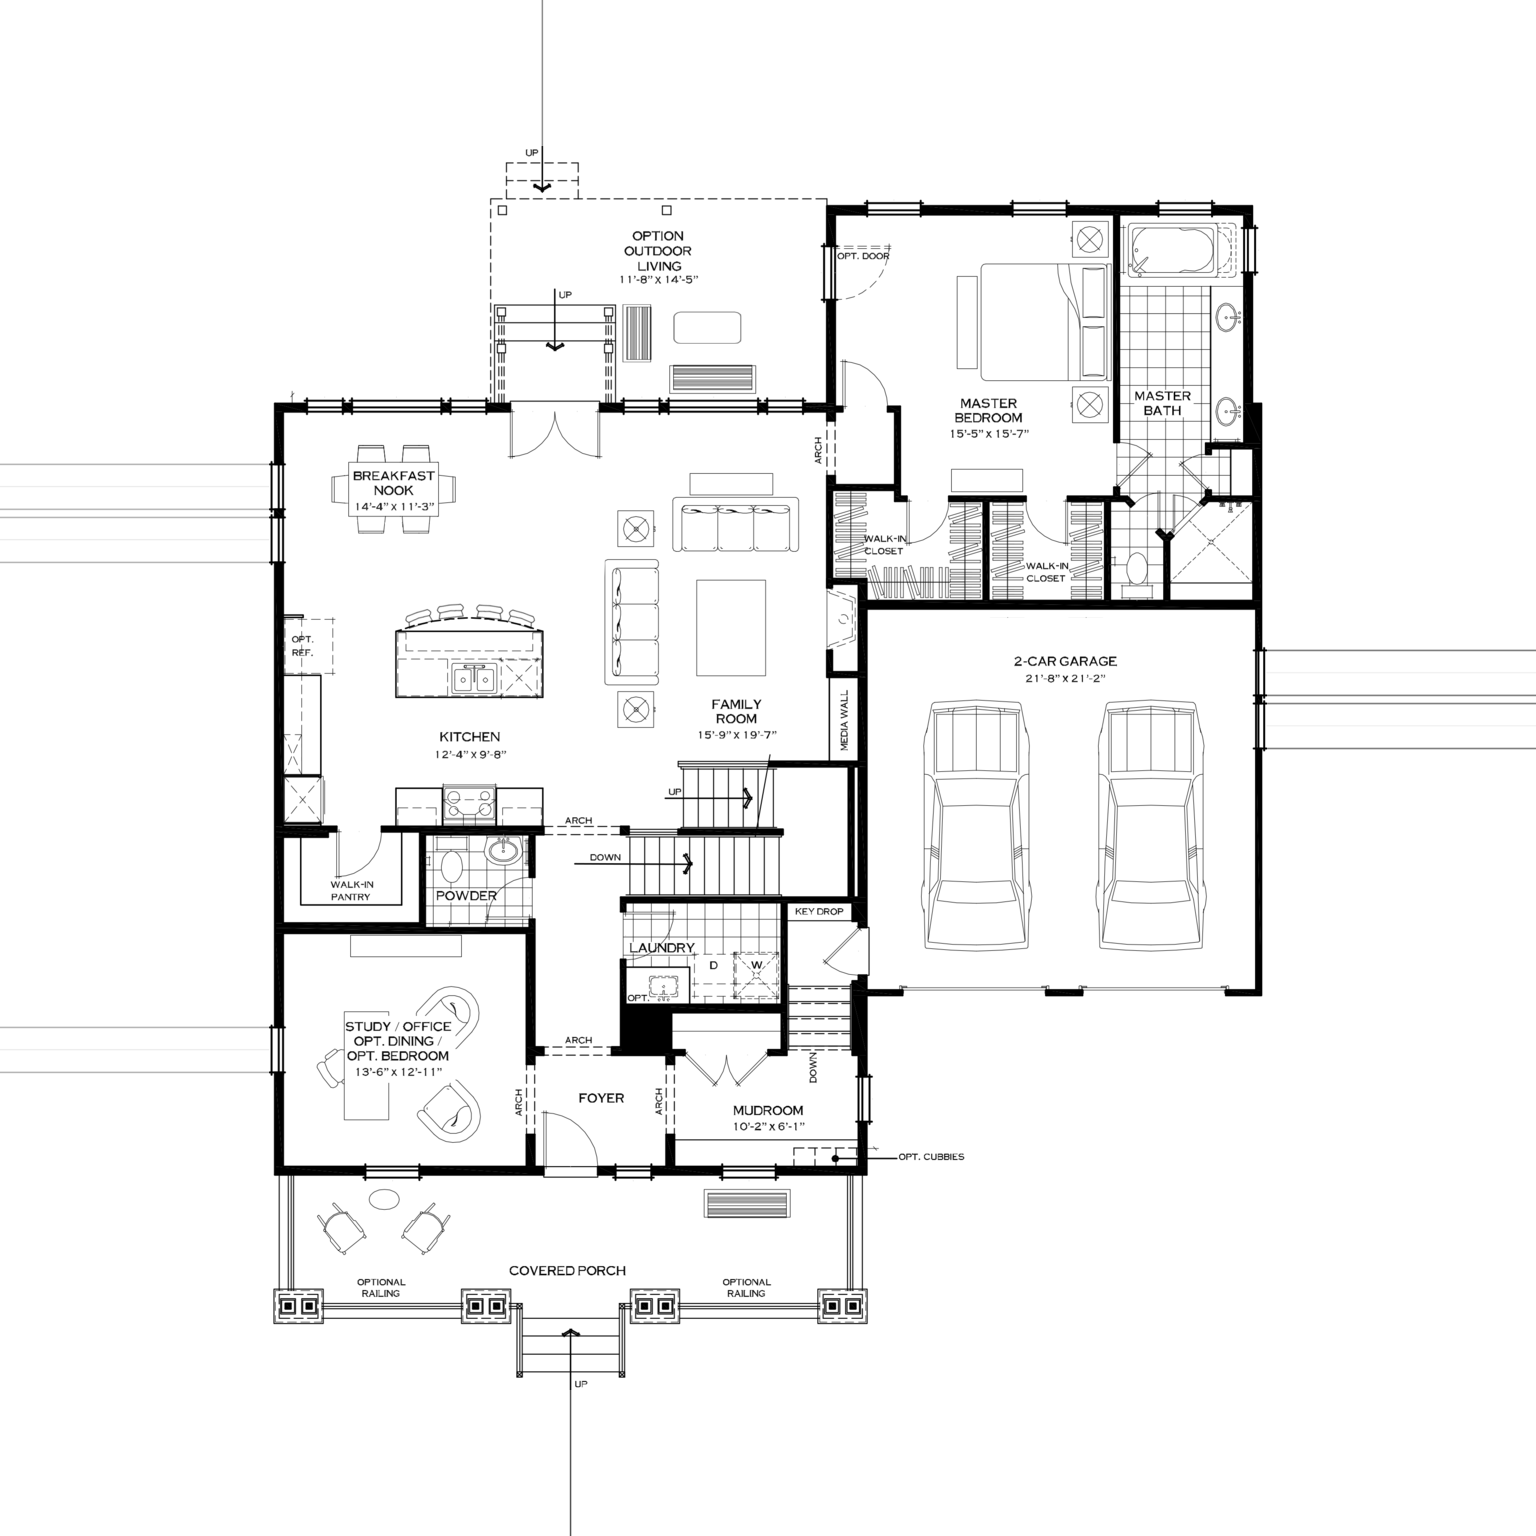 UP
OPTION
OUTDOOR
LIVING
11'-8" X 14'-5"
UP
OPT. DOOR
MASTER
BEDROOM
15'-5" X 15'-7"
MASTER
BATH
ARCH
BREAKFAST
NOOK
14'-4" X 11'-3"
WALK-IN
CLOSET
WALK-IN
CLOSET
OPT.
REF.
2-CAR GARAGE
21'-8" X 21'-2"
FAMILY
ROOM
15'-9" X 19'-7"
MEDIA WALL
KITCHEN
12'-4" X 9'-8"
UP
ARCH
DOWN
WALK-IN
PANTRY
POWDER
KEY DROP
LAUNDRY
D
W
OPT.
STUDY / OFFICE
OPT. DINING /
OPT. BEDROOM
13'-6" X 12'-11"
ARCH
DOWN
ARCH
FOYER
ARCH
MUDROOM
10'-2" X 6'-1"
OPT. CUBBIES
COVERED PORCH
OPTIONAL
RAILING
OPTIONAL
RAILING
UP